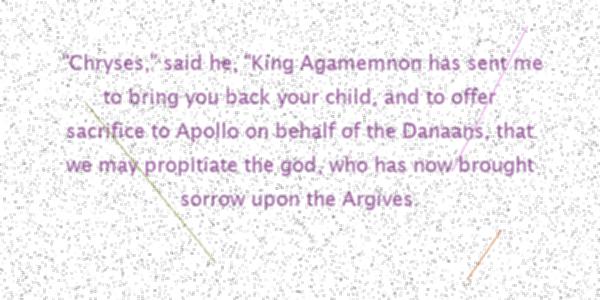 "Chryses," said he, "King Agamemnon has sent me
to bring you back your child, and to offer
sacrifice to Apollo on behalf of the Danaans, that
we may propitiate the god, who has now brought
sorrow upon the Argives.